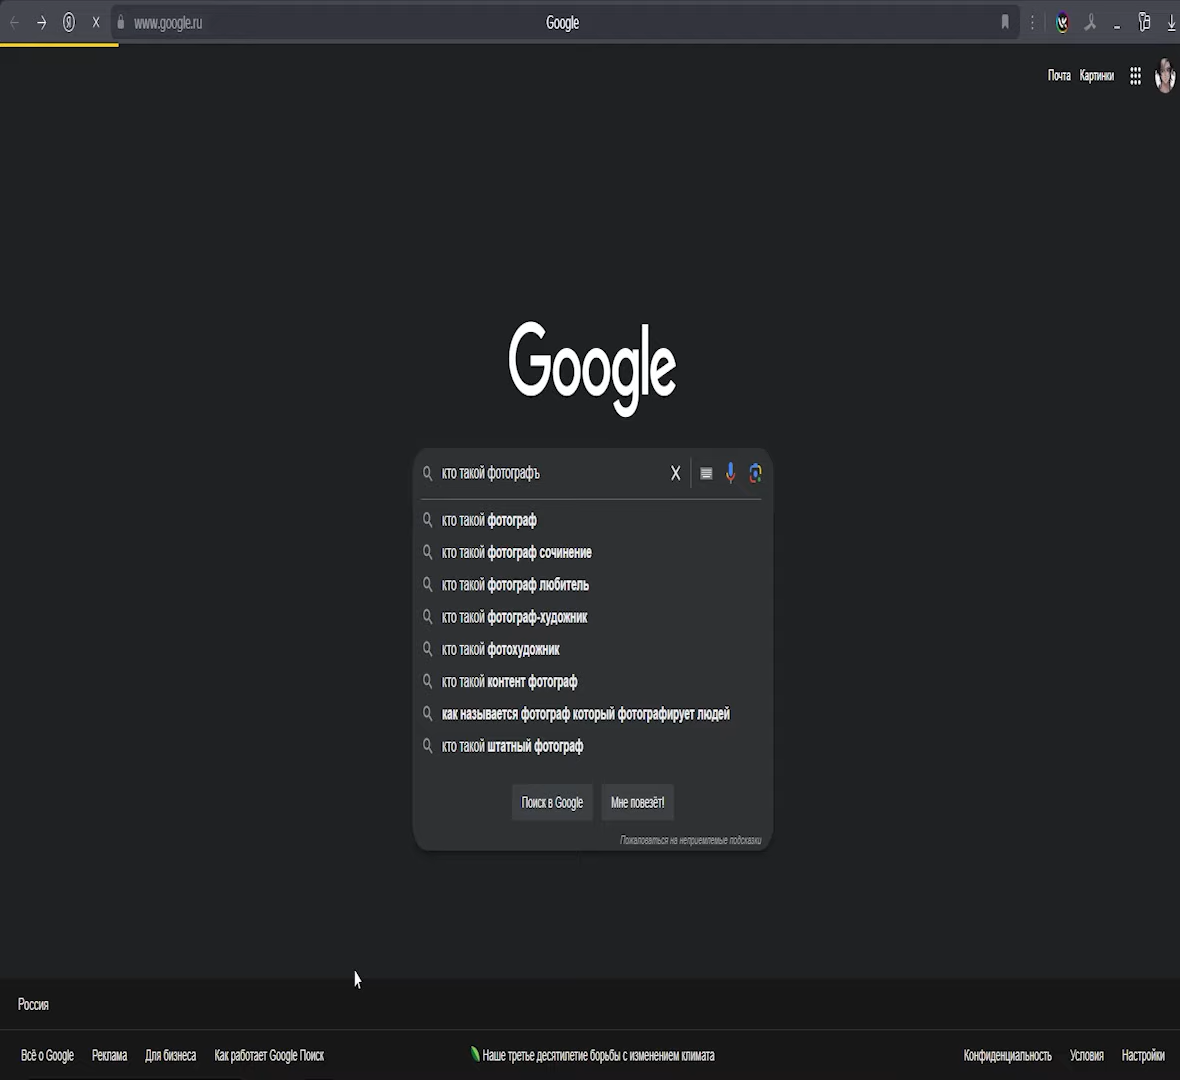 www.google.ru
Google
Почта Картинки
Google
кто такой фотографъ
кто такой фотограф
кто такой фотограф сочинение
кто такой фотограф любитель
кто такой фотограф-художник
кто такой фотохудожник
кто такой контент фотограф
как называется фотограф который фотографирует людей
кто такой штатный фотограф
Поиск в Google Мне повезёт!
Пожаловаться на неприемлемые подсказки
Россия
Всё о Google Реклама Для бизнеса Как работает Google Поиск Наше третье десятилетие борьбы с изменением климата Конфиденциальность Условия Настройки